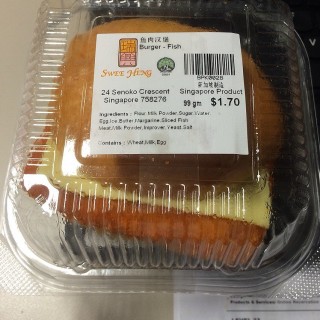 鱼肉汉堡
Burger - Fish
SWEE HENG
BPK0028
新加坡制造
24 Senoko Crescent Singapore Product
Singapore 758276 99 gm $1.70
Ingredients : Flour,Milk Powder,Sugar,Water,
Egg,Ice,Butter,Margarine,Sliced Fish
Meat,Milk Powder,Improver,Yeast,Salt
Contains : Wheat,Milk,Egg